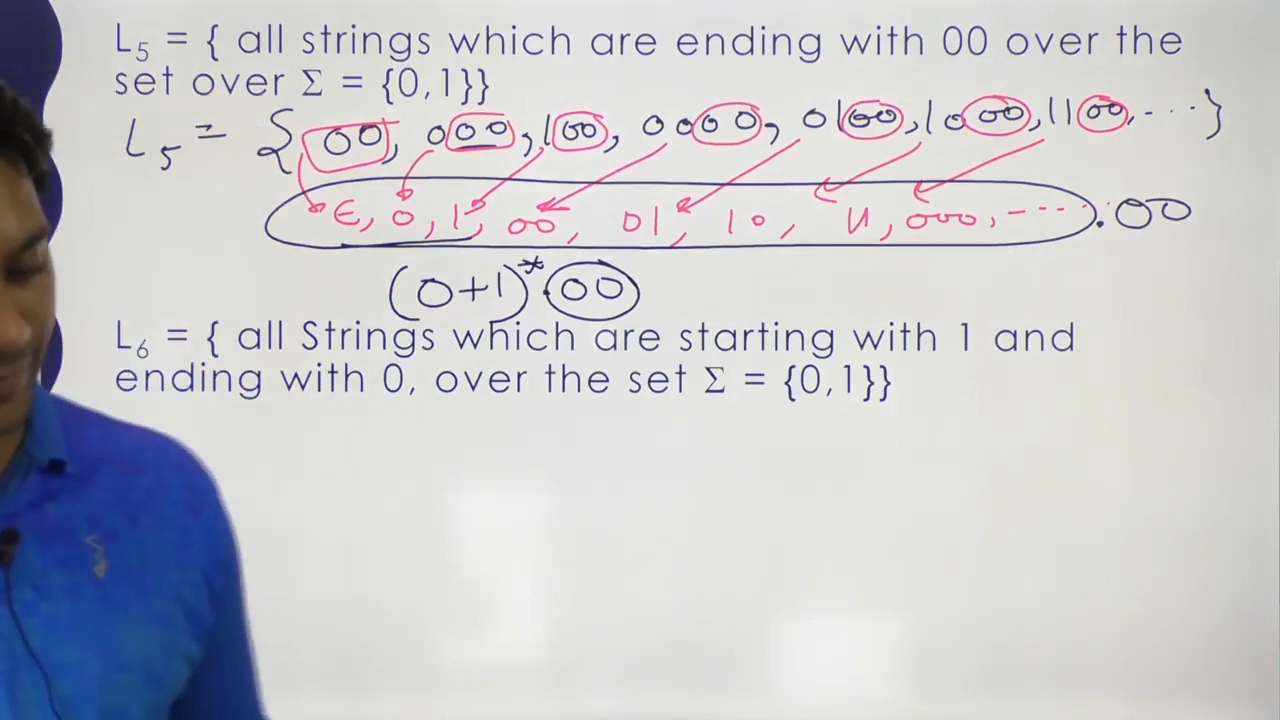 L₅ = { all strings which are ending with 00 over the
set over Σ = {0,1}}
L₅ = { 00, 000, 100, 0000, 0100, 1000, 1100, ... }
ϵ, 0, 1, 00, 01, 10, 11, 000, ---- . 00
(0+1)*.00
L₆ = { all Strings which are starting with 1 and
ending with 0, over the set Σ = {0,1}}